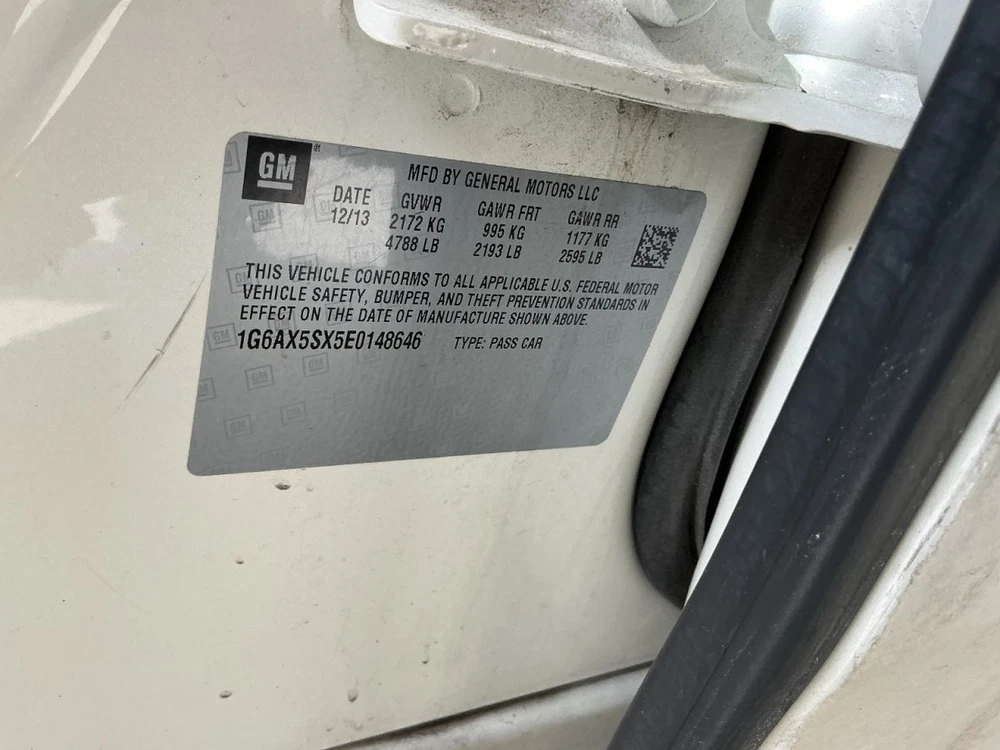 GM
MFD BY GENERAL MOTORS LLC
DATE GVWR GAWR FRT GAWR RR
12/13 2172 KG 995 KG 1177 KG
4788 LB 2193 LB 2595 LB
THIS VEHICLE CONFORMS TO ALL APPLICABLE U.S. FEDERAL MOTOR
VEHICLE SAFETY, BUMPER, AND THEFT PREVENTION STANDARDS IN
EFFECT ON THE DATE OF MANUFACTURE SHOWN ABOVE.
1G6AX5SX5E0148646 TYPE: PASS CAR